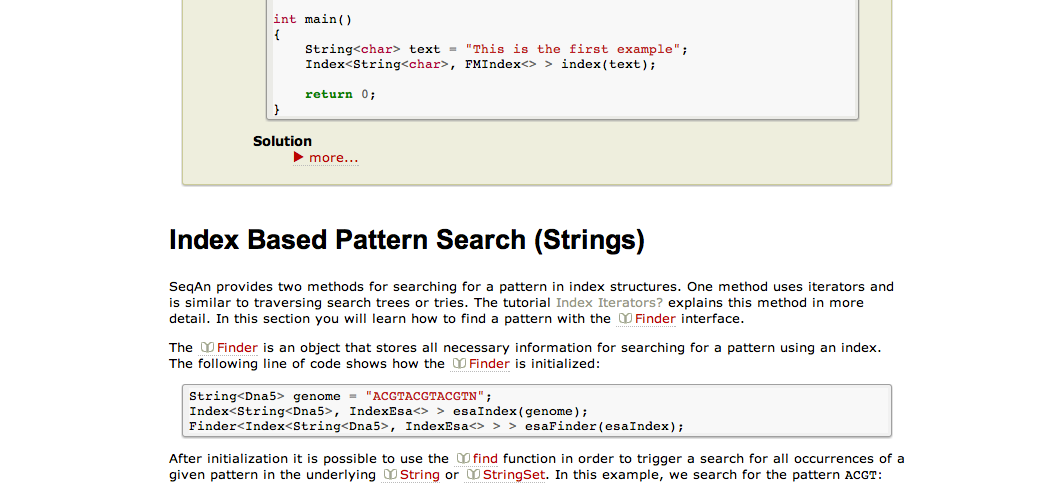 int main()
{
String<char> text = "This is the first example";
Index<String<char>, FMIndex<> > index(text);
return 0;
}
Solution
more...
Index Based Pattern Search (Strings)
SeqAn provides two methods for searching for a pattern in index structures. One method uses iterators and
is similar to traversing search trees or tries. The tutorial Index Iterators? explains this method in more
detail. In this section you will learn how to find a pattern with the Finder interface.
The Finder is an object that stores all necessary information for searching for a pattern using an index.
The following line of code shows how the Finder is initialized:
String<Dna5> genome = "ACGTACGTACGTN";
Index<String<Dna5>, IndexEsa<> > esaIndex(genome);
Finder<Index<String<Dna5>, IndexEsa<> > > esaFinder(esaIndex);
After initialization it is possible to use the find function in order to trigger a search for all occurrences of a
given pattern in the underlying String or StringSet. In this example, we search for the pattern ACGT: